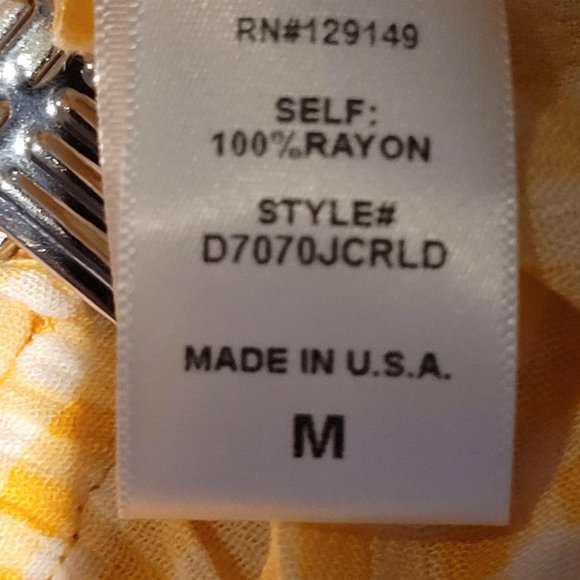 RN#129149
SELF:
100%RAYON
STYLE#
D7070JCRLD
MADE IN U.S.A.
M